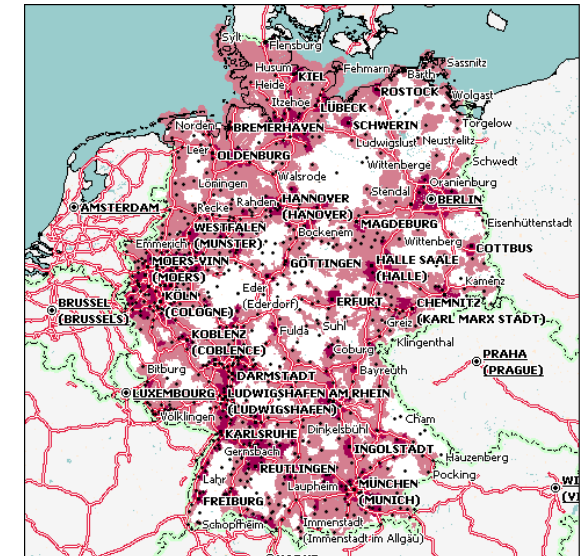 Sylt
Flensburg
Husum
KIEL
Fehmarn
Sassnitz
Heide
Barth
ROSTOCK
Itzehoe
LÜBECK
Wolgast
Norden
BREMERHAVEN
SCHWERIN
Torgelow
Leer
Ludwigslust
Neustrelitz
OLDENBURG
Wittenberge
Schwedt
Walsrode
Löningen
Stendal
Oranienburg
AMSTERDAM
Recke
Rahden
HANNOVER
(HANOVER)
BERLIN
WESTFALEN
(MUNSTER)
Bockenem
MAGDEBURG
Eisenhüttenstadt
Emmerich
Wittenberg
COTTBUS
MOERS-VINN
(MOERS)
GÖTTINGEN
HALLE SAALE
(HALLE)
Kamenz
BRUSSEL
(BRUSSELS)
KÖLN
(COLOGNE)
Eder
(Ederdorf)
ERFURT
CHEMNITZ
(KARL MARX STADT)
KOBLENZ
(COBLENCE)
Fulda
Suhl
Greiz
Klingenthal
Coburg
PRAHA
(PRAGUE)
Bitburg
DARMSTADT
Bayreuth
LUXEMBOURG
LUDWIGSHAFEN AM RHEIN
(LUDWIGSHAFEN)
Völklingen
Dinkelsbühl
Cham
KARLSRUHE
Gernsbach
INGOLSTADT
Hauzenberg
REUTLINGEN
Pocking
Lahr
Laupheim
MÜNCHEN
(MUNICH)
WI
(VI
FREIBURG
Schopfheim
Immenstadt
(Immenstadt im Allgäu)